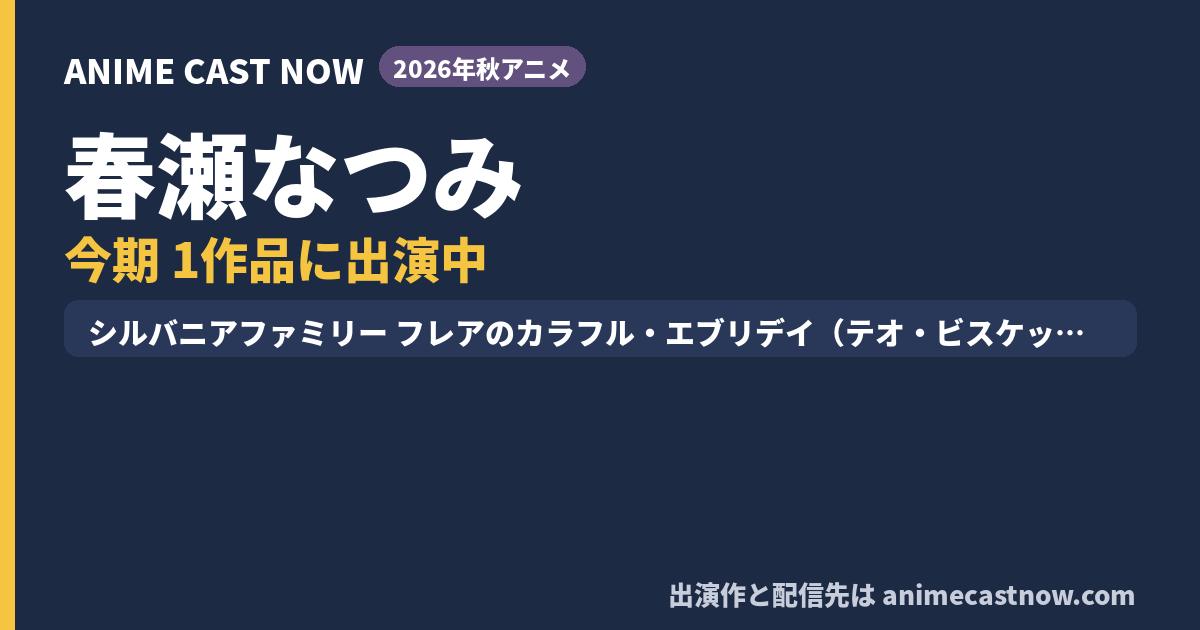 ANIME CAST NOW 2026年秋アニメ
春瀬なつみ
今期 1作品に出演中
シルバニアファミリー フレアのカラフル・エブリデイ（テオ・ビスケッ…
出演作と配信先は animecastnow.com